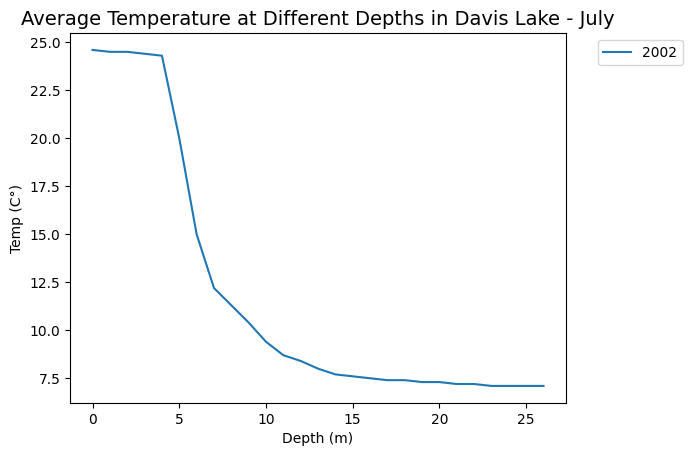 Average Temperature at Different Depths in Davis Lake - July
2002
25.0
22.5
20.0
17.5
15.0
12.5
10.0
7.5
Temp (C°)
0 5 10 15 20 25
Depth (m)